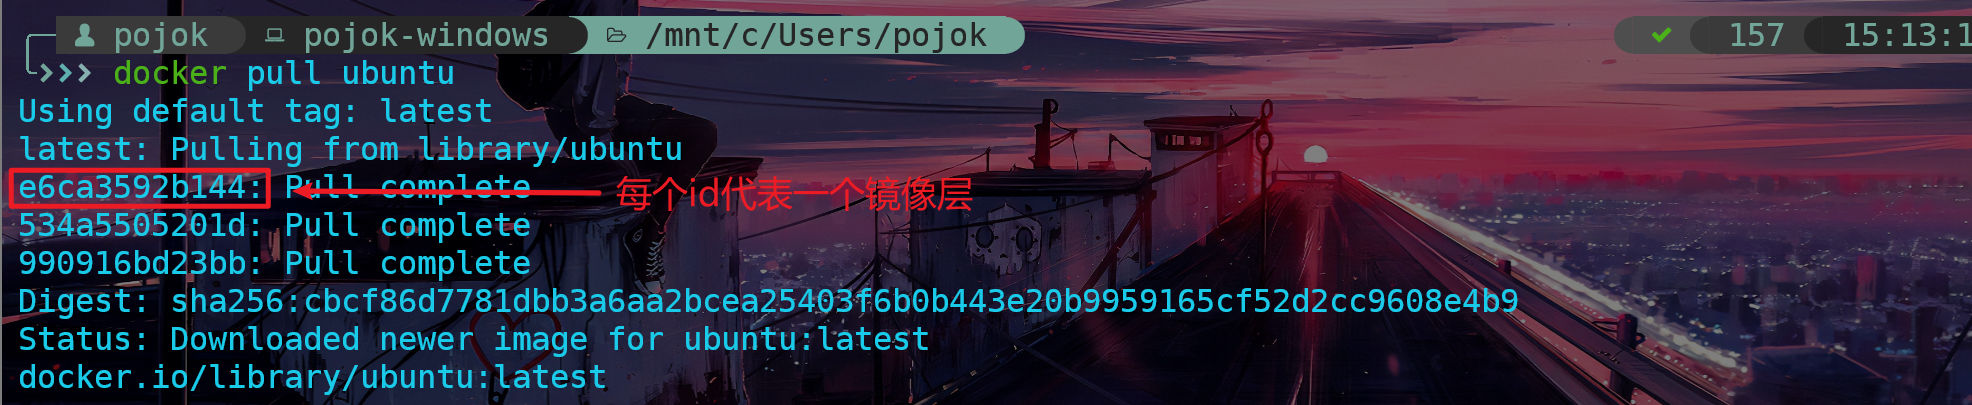 pojok pojok-windows /mnt/c/Users/pojok 157 15:13:1
>>> docker pull ubuntu
Using default tag: latest
latest: Pulling from library/ubuntu
e6ca3592b144: Pull complete 每个id代表一个镜像层
534a5505201d: Pull complete
990916bd23bb: Pull complete
Digest: sha256:cbcf86d7781dbb3a6aa2bcea25403f6b0b443e20b9959165cf52d2cc9608e4b9
Status: Downloaded newer image for ubuntu:latest
docker.io/library/ubuntu:latest